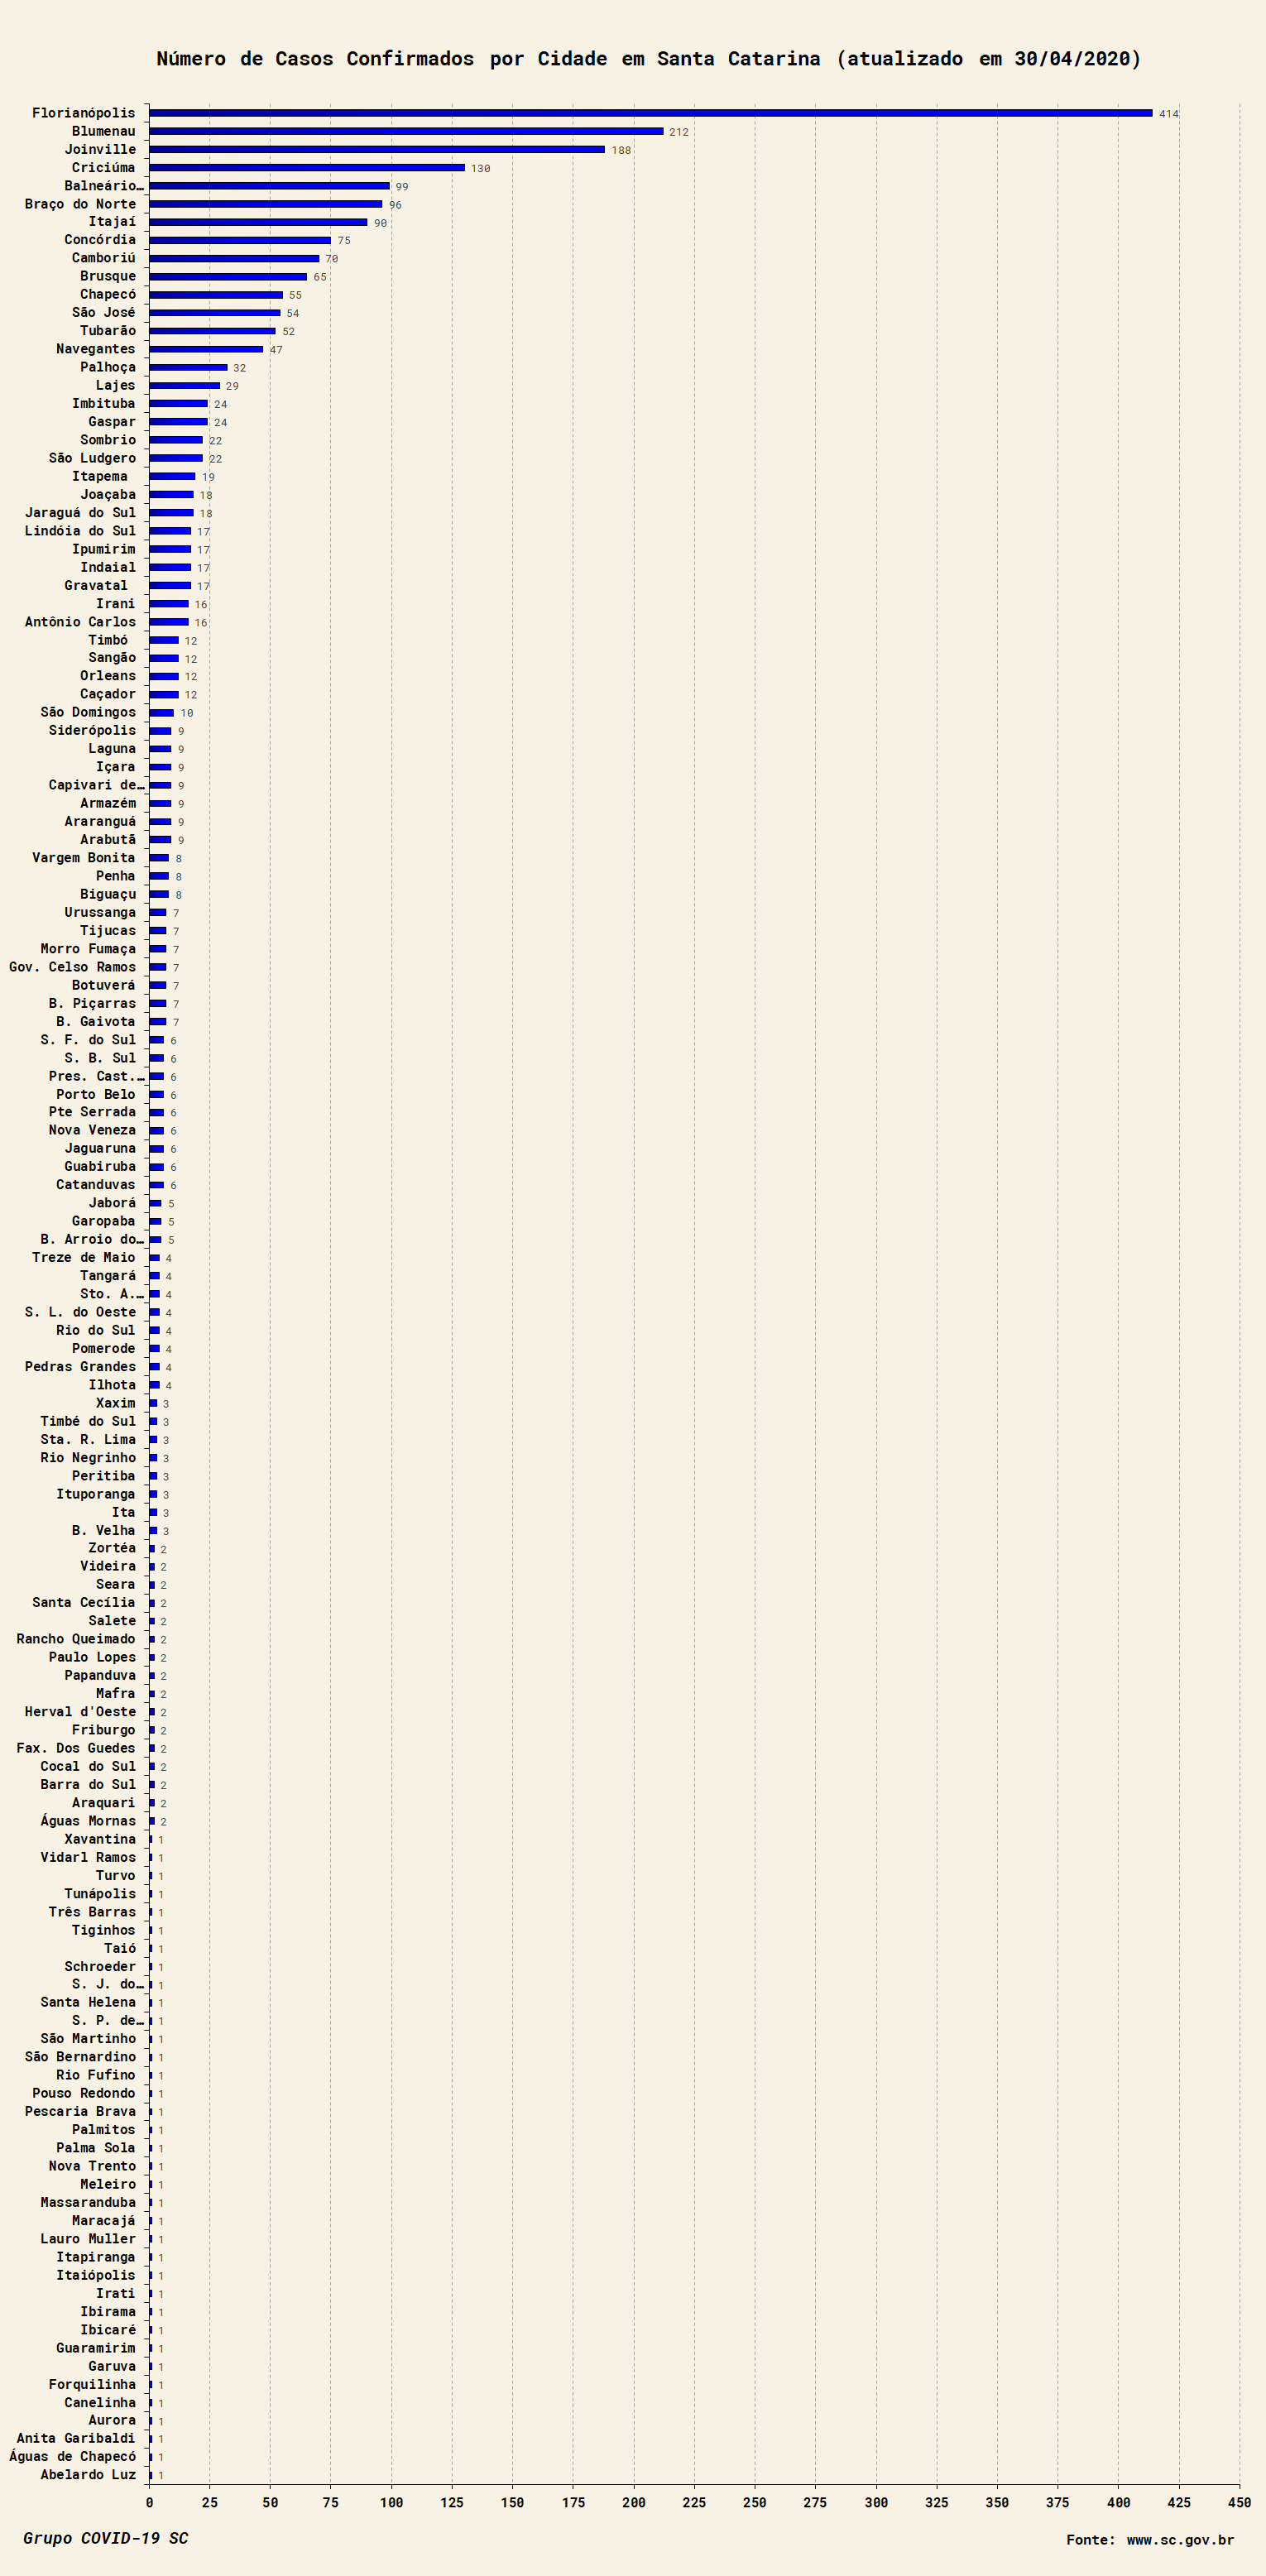 Número de Casos Confirmados por Cidade em Santa Catarina (atualizado em 30/04/2020)
Florianópolis 414
Blumenau 212
Joinville 188
Criciúma 130
Balneário… 99
Braço do Norte 96
Itajaí 90
Concórdia 75
Camboriú 70
Brusque 65
Chapecó 55
São José 54
Tubarão 52
Navegantes 47
Palhoça 32
Lajes 29
Imbituba 24
Gaspar 24
Sombrio 22
São Ludgero 22
Itapema 19
Joaçaba 18
Jaraguá do Sul 18
Lindóia do Sul 17
Ipumirim 17
Indaial 17
Gravatal 17
Irani 16
Antônio Carlos 16
Timbó 12
Sangão 12
Orleans 12
Caçador 12
São Domingos 10
Siderópolis 9
Laguna 9
Içara 9
Capivari de… 9
Armazém 9
Araranguá 9
Arabutã 9
Vargem Bonita 8
Penha 8
Biguaçu 8
Urussanga 7
Tijucas 7
Morro Fumaça 7
Gov. Celso Ramos 7
Botuverá 7
B. Piçarras 7
B. Gaivota 7
S. F. do Sul 6
S. B. Sul 6
Pres. Cast.… 6
Porto Belo 6
Pte Serrada 6
Nova Veneza 6
Jaguaruna 6
Guabiruba 6
Catanduvas 6
Jaborá 5
Garopaba 5
B. Arroio do… 5
Treze de Maio 4
Tangará 4
Sto. A.… 4
S. L. do Oeste 4
Rio do Sul 4
Pomerode 4
Pedras Grandes 4
Ilhota 4
Xaxim 3
Timbé do Sul 3
Sta. R. Lima 3
Rio Negrinho 3
Peritiba 3
Ituporanga 3
Ita 3
B. Velha 3
Zortéa 2
Videira 2
Seara 2
Santa Cecília 2
Salete 2
Rancho Queimado 2
Paulo Lopes 2
Papanduva 2
Mafra 2
Herval d'Oeste 2
Friburgo 2
Fax. Dos Guedes 2
Cocal do Sul 2
Barra do Sul 2
Araquari 2
Águas Mornas 2
Xavantina 1
Vidarl Ramos 1
Turvo 1
Tunápolis 1
Três Barras 1
Tiginhos 1
Taió 1
Schroeder 1
S. J. do… 1
Santa Helena 1
S. P. de… 1
São Martinho 1
São Bernardino 1
Rio Fufino 1
Pouso Redondo 1
Pescaria Brava 1
Palmitos 1
Palma Sola 1
Nova Trento 1
Meleiro 1
Massaranduba 1
Maracajá 1
Lauro Muller 1
Itapiranga 1
Itaiópolis 1
Irati 1
Ibirama 1
Ibicaré 1
Guaramirim 1
Garuva 1
Forquilinha 1
Canelinha 1
Aurora 1
Anita Garibaldi 1
Águas de Chapecó 1
Abelardo Luz 1
0 25 50 75 100 125 150 175 200 225 250 275 300 325 350 375 400 425 450
Grupo COVID-19 SC
Fonte: www.sc.gov.br